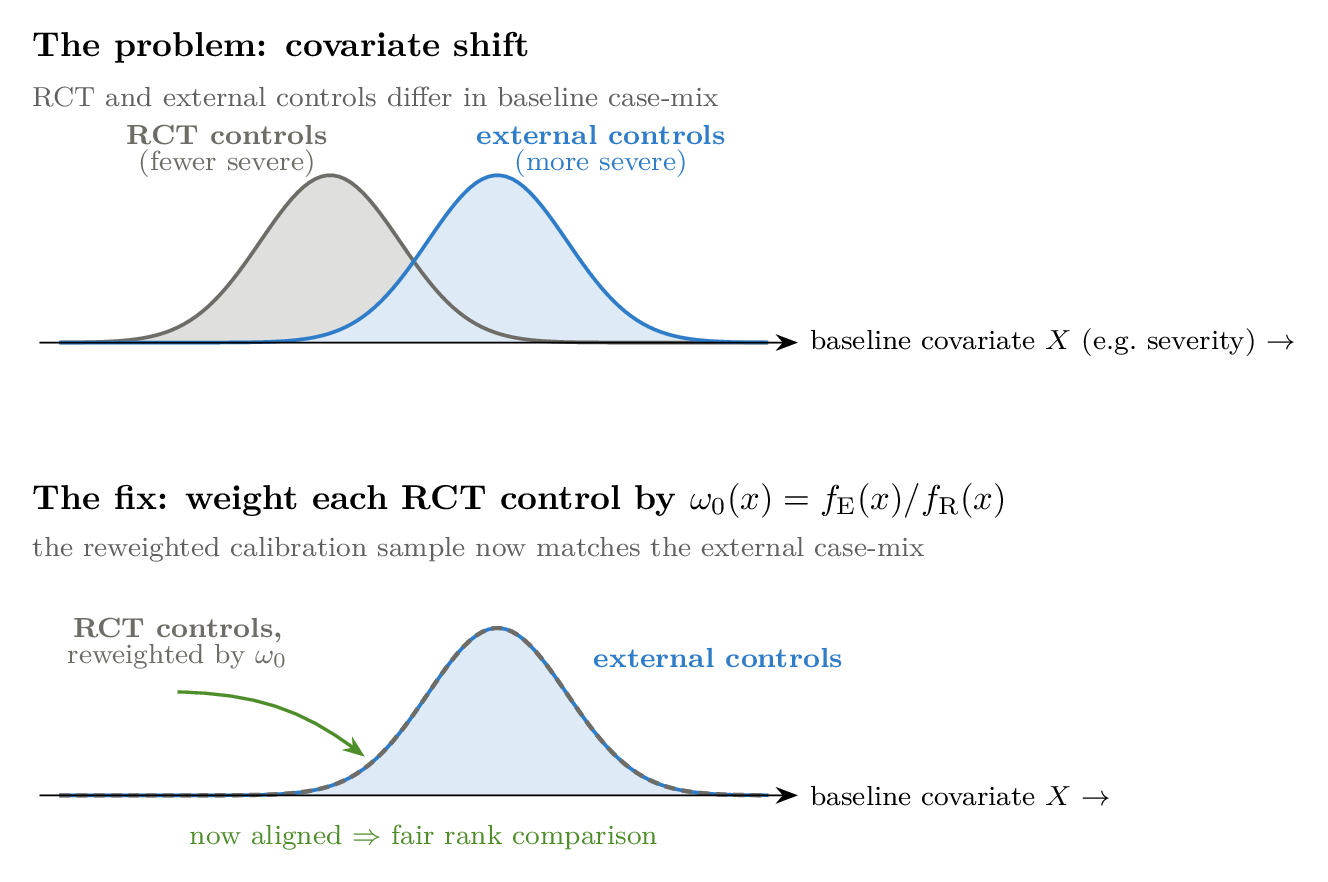 The problem: covariate shift
RCT and external controls differ in baseline case-mix
RCT controls
(fewer severe)
external controls
(more severe)
baseline covariate X (e.g. severity) →
The fix: weight each RCT control by ω₀(x) = f_E(x)/f_R(x)
the reweighted calibration sample now matches the external case-mix
RCT controls,
reweighted by ω₀
external controls
baseline covariate X →
now aligned ⇒ fair rank comparison